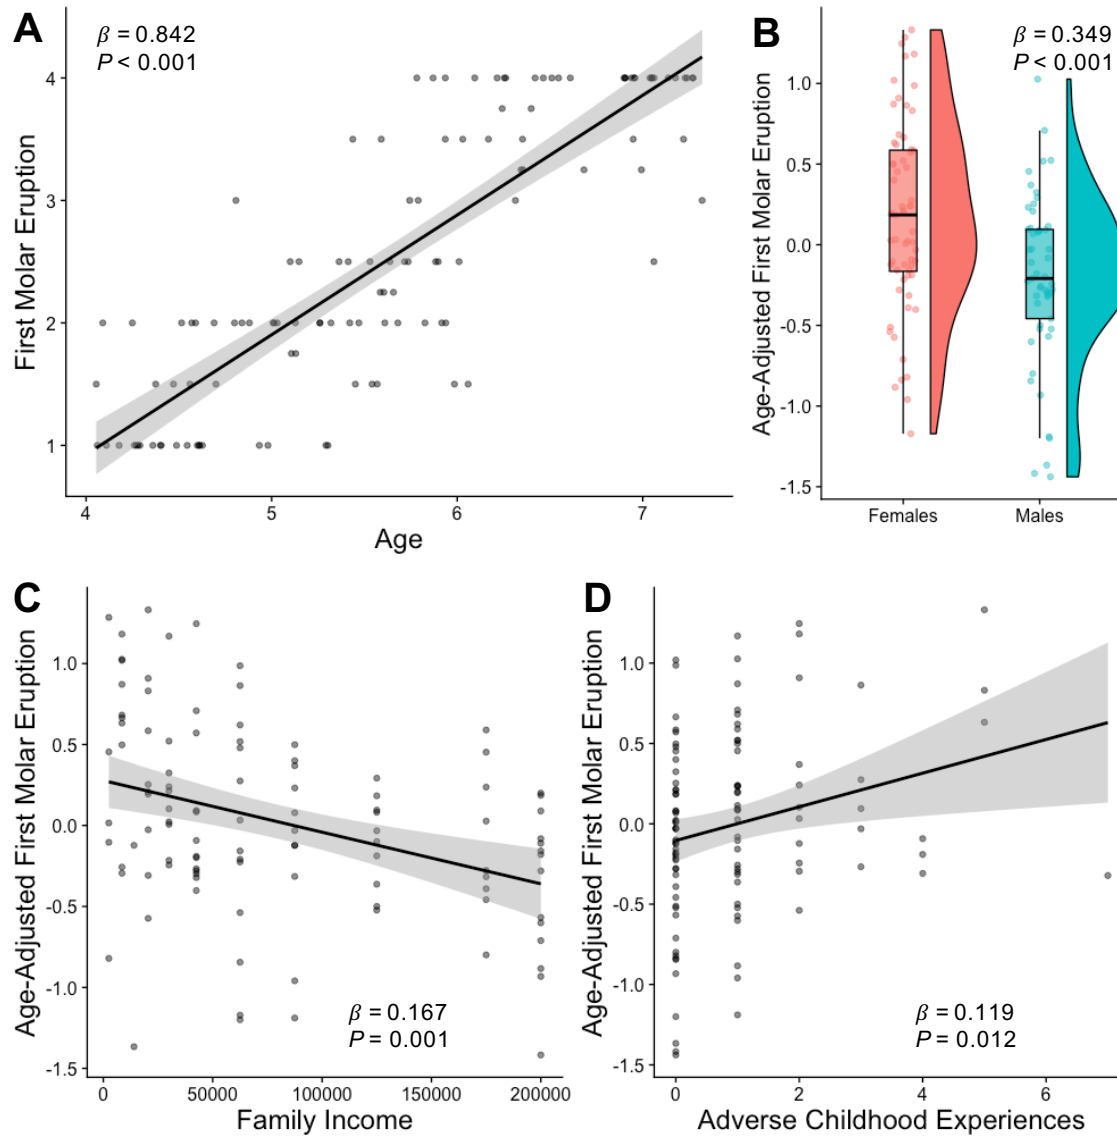 A
β = 0.842
P < 0.001
First Molar Eruption
4
3
2
1
4 5 6 7
Age
B
β = 0.349
P < 0.001
Age-Adjusted First Molar Eruption
1.0
0.5
0.0
-0.5
-1.0
-1.5
Females Males
C
Age-Adjusted First Molar Eruption
1.0
0.5
0.0
-0.5
-1.0
-1.5
β = 0.167
P = 0.001
0 50000 100000 150000 200000
Family Income
D
Age-Adjusted First Molar Eruption
1.0
0.5
0.0
-0.5
-1.0
-1.5
β = 0.119
P = 0.012
0 2 4 6
Adverse Childhood Experiences